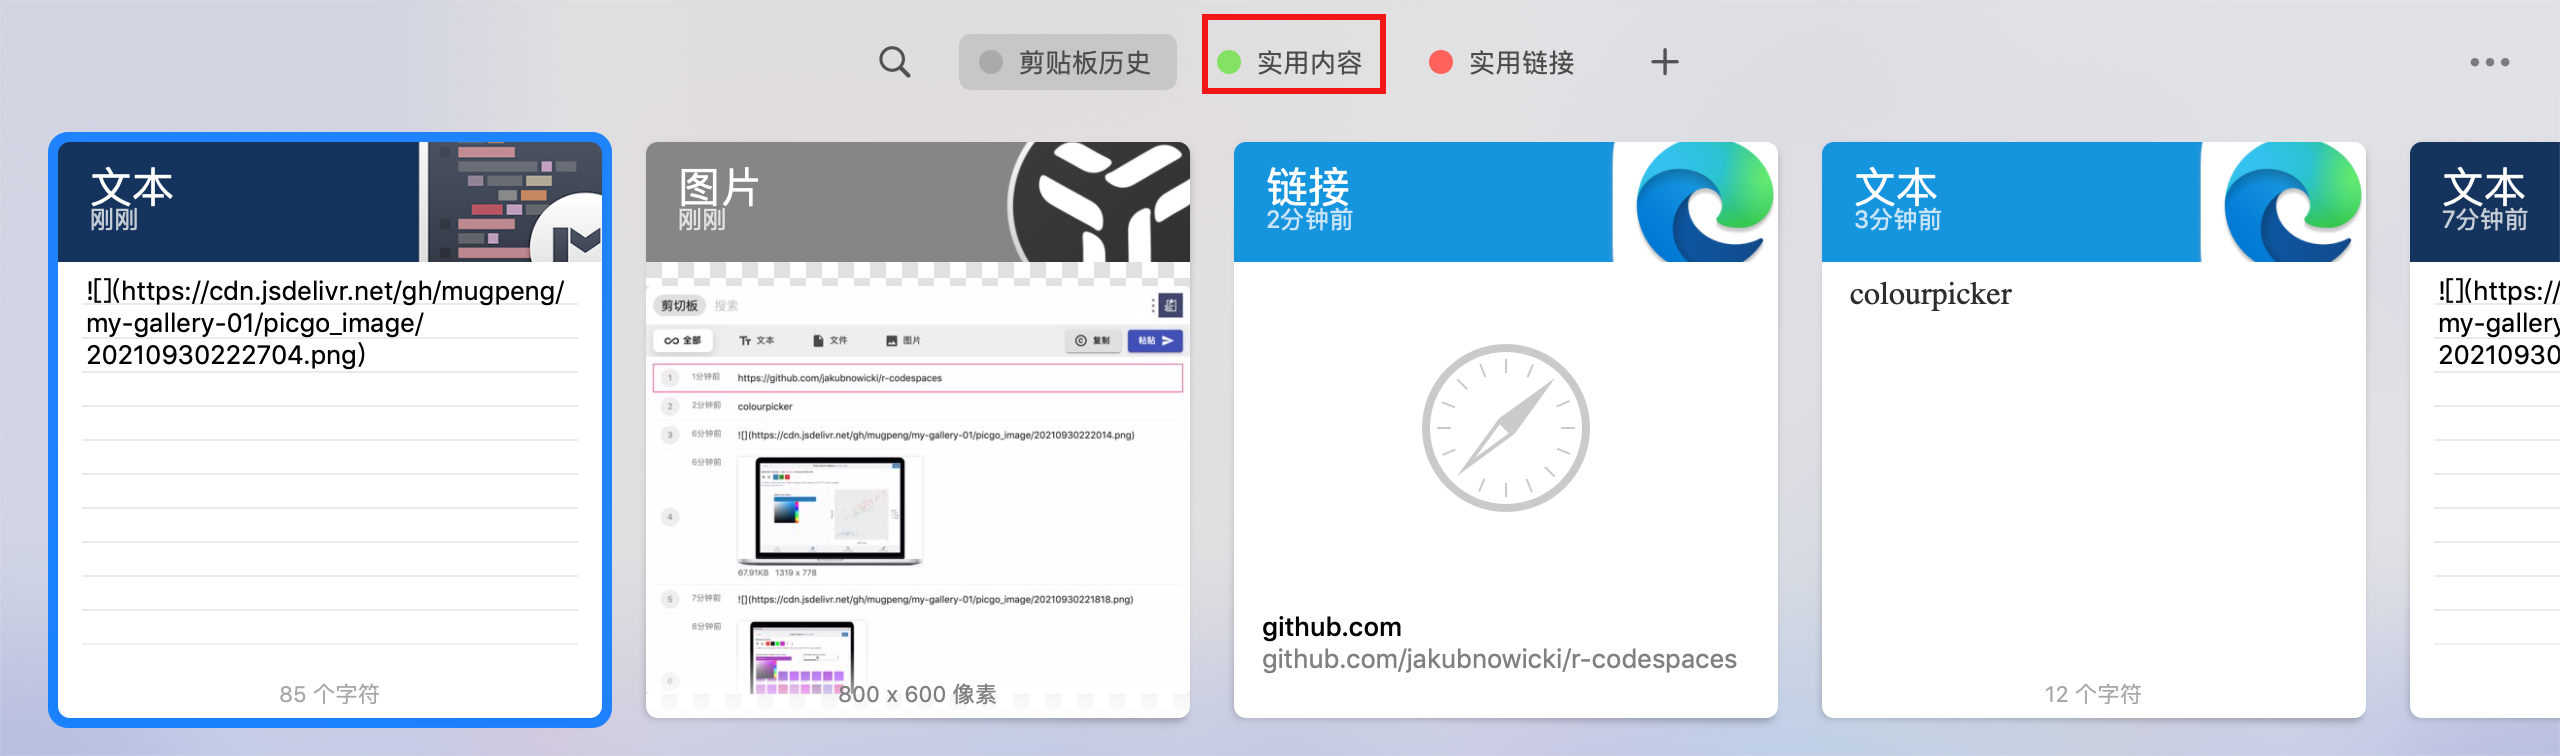 剪贴板历史
实用内容
实用链接
文本
刚刚
![](https://cdn.jsdelivr.net/gh/mugpeng/
my-gallery-01/picgo_image/
20210930222704.png)
85 个字符
图片
刚刚
剪切板 搜索
全部 文本 文件 图片 复制 粘贴
1 1分钟前 https://github.com/jakubnowicki/r-codespaces
2 2分钟前 colourpicker
3 6分钟前 ![](https://cdn.jsdelivr.net/gh/mugpeng/my-gallery-01/picgo_image/20210930222014.png)
6分钟前
4
67.91KB 1319 x 778
5 7分钟前 ![](https://cdn.jsdelivr.net/gh/mugpeng/my-gallery-01/picgo_image/20210930221818.png)
8分钟前
6
800 x 600 像素
链接
2分钟前
github.com
github.com/jakubnowicki/r-codespaces
文本
3分钟前
colourpicker
12 个字符
文本
7分钟前
![](https://
my-gallery
20210930